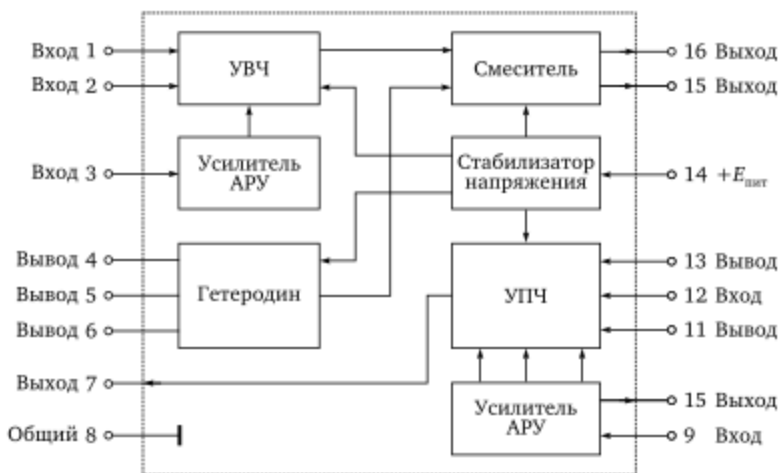 Вход 1
УВЧ
Смеситель
16 Выход
Вход 2
15 Выход
Вход 3
Усилитель
АРУ
Стабилизатор
напряжения
14 +Eпит
Вывод 4
Гетеродин
УПЧ
13 Вывод
Вывод 5
12 Вход
Вывод 6
11 Вывод
Выход 7
Усилитель
АРУ
15 Выход
Общий 8
9 Вход